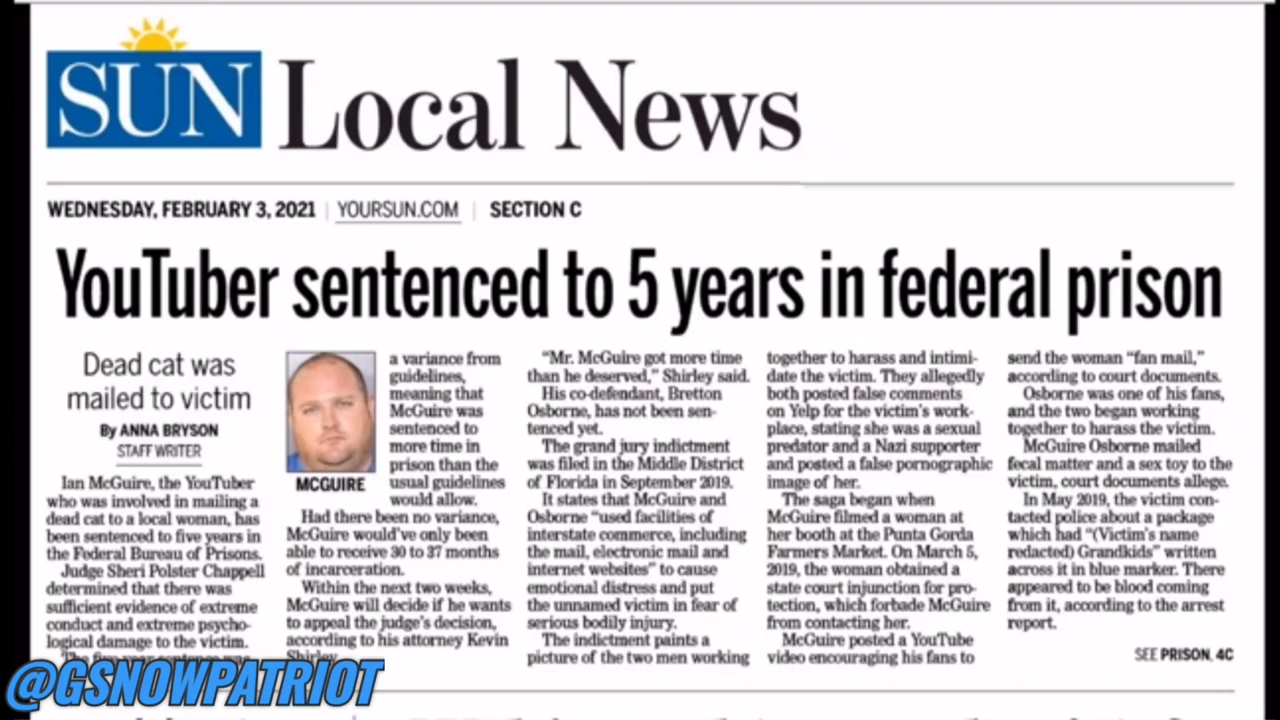 SUN Local News
WEDNESDAY, FEBRUARY 3, 2021 | YOURSUN.COM | SECTION C
YouTuber sentenced to 5 years in federal prison
Dead cat was
mailed to victim
By ANNA BRYSON
STAFF WRITER
Ian McGuire, the YouTuber
who was involved in mailing a
dead cat to a local woman, has
been sentenced to five years in
the Federal Bureau of Prisons.
Judge Sheri Polster Chappell
determined that there was
sufficient evidence of extreme
conduct and extreme psycho-
logical damage to the victim.
MCGUIRE
a variance from
guidelines,
meaning that
McGuire was
sentenced to
more time in
prison than the
usual guidelines
would allow.
Had there been no variance,
McGuire would've only been
able to receive 30 to 37 months
of incarceration.
Within the next two weeks,
McGuire will decide if he wants
to appeal the judge's decision,
according to his attorney Kevin
Shirley.
"Mr. McGuire got more time
than he deserved," Shirley said.
His co-defendant, Bretton
Osborne, has not been sen-
tenced yet.
The grand jury indictment
was filed in the Middle District
of Florida in September 2019.
It states that McGuire and
Osborne "used facilities of
interstate commerce, including
the mail, electronic mail and
internet websites" to cause
emotional distress and put
the unnamed victim in fear of
serious bodily injury.
The indictment paints a
picture of the two men working
together to harass and intimi-
date the victim. They allegedly
both posted false comments
on Yelp for the victim's work-
place, stating she was a sexual
predator and a Nazi supporter
and posted a false pornographic
image of her.
The saga began when
McGuire filmed a woman at
her booth at the Punta Gorda
Farmers Market. On March 5,
2019, the woman obtained a
state court injunction for pro-
tection, which forbade McGuire
from contacting her.
McGuire posted a YouTube
video encouraging his fans to
send the woman "fan mail,"
according to court documents.
Osborne was one of his fans,
and the two began working
together to harass the victim.
McGuire Osborne mailed
fecal matter and a sex toy to the
victim, court documents allege.
In May 2019, the victim con-
tacted police about a package
which had "(Victim's name
redacted) Grandkids" written
across it in blue marker. There
appeared to be blood coming
from it, according to the arrest
report.
SEE PRISON, 4C
@GSNOWPATRIOT